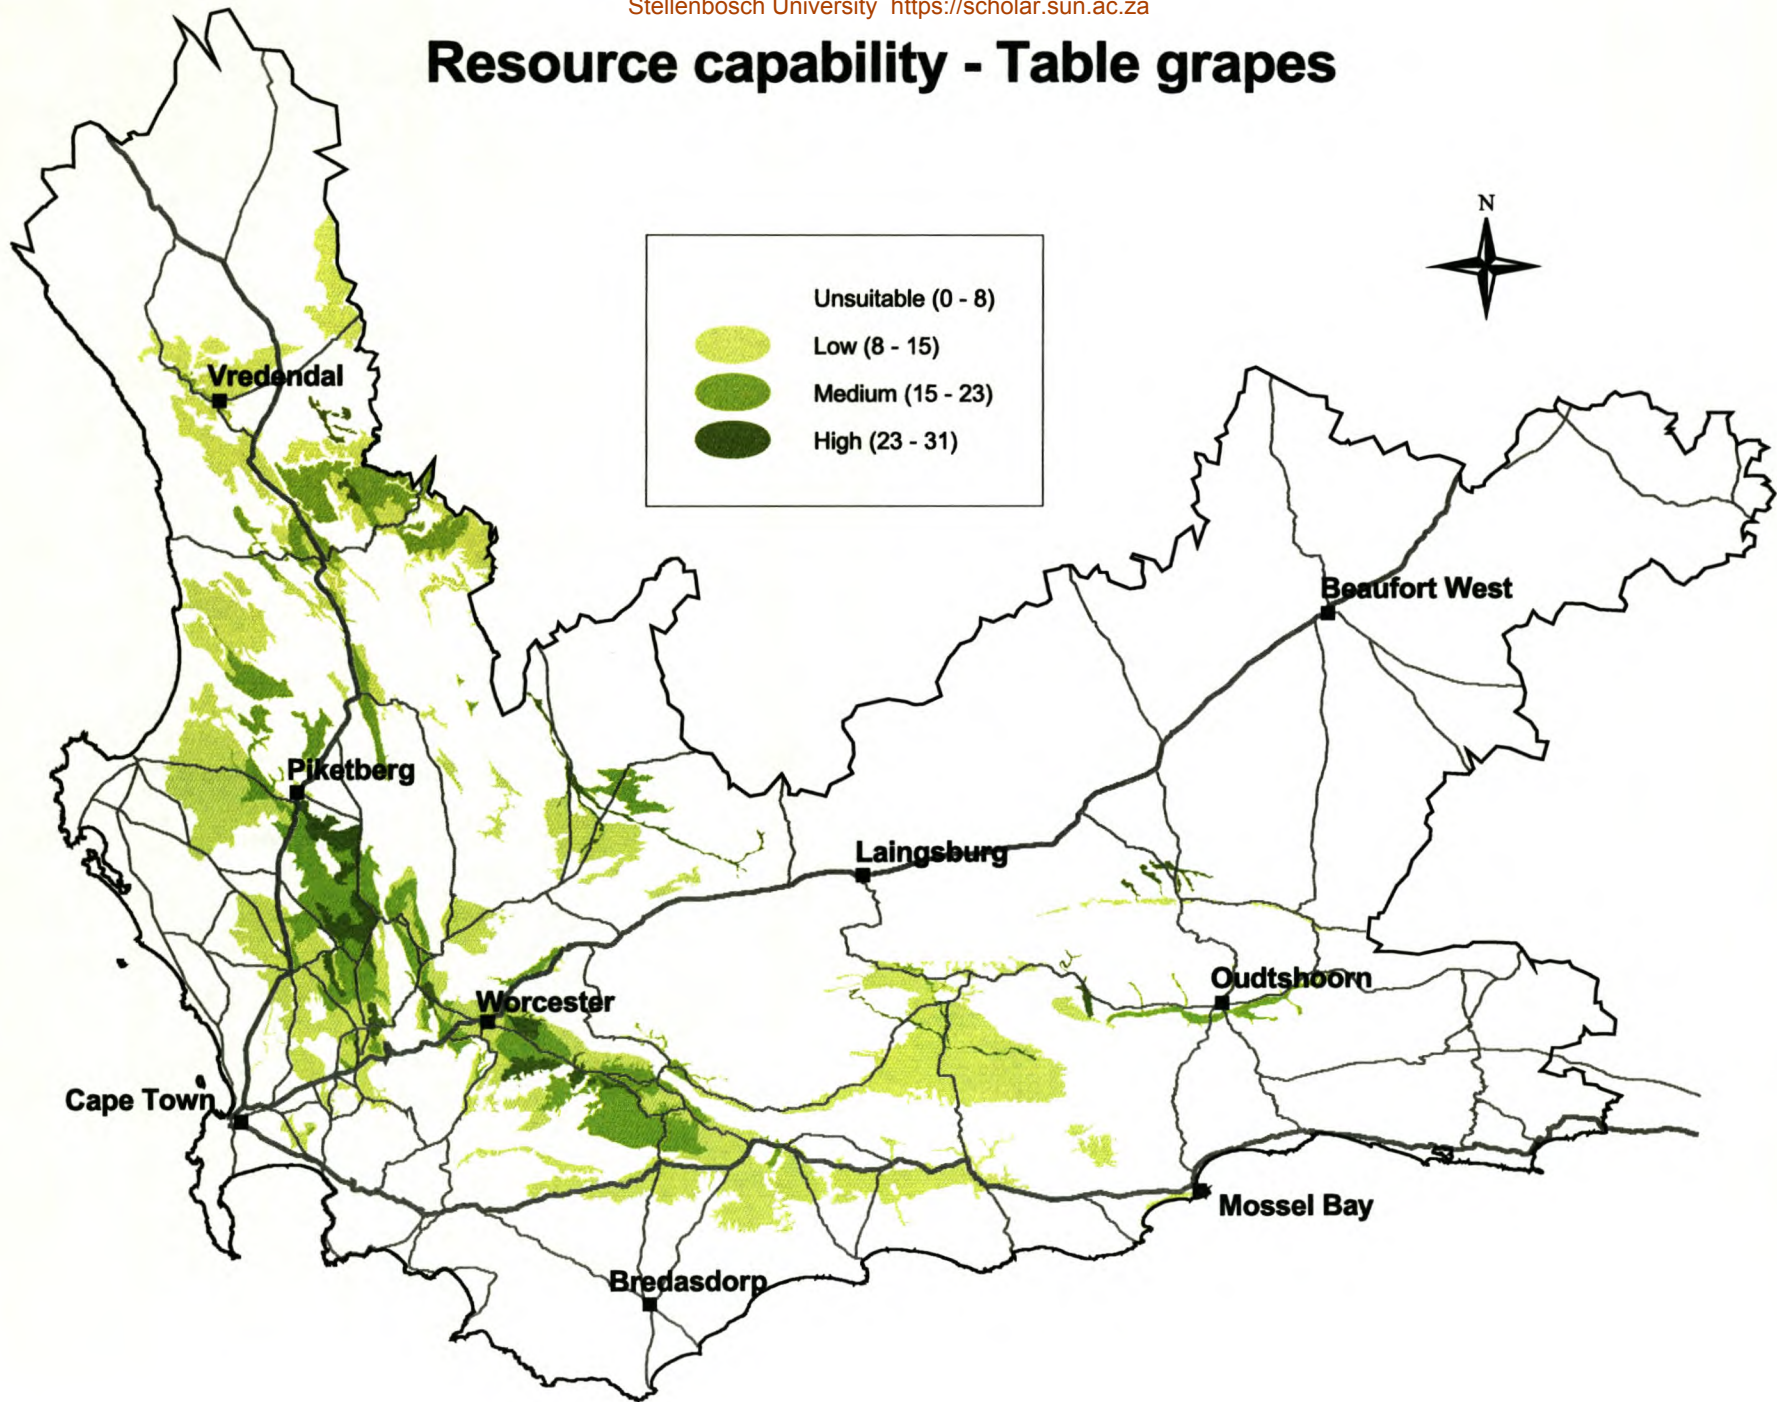 Stellenbosch University https://scholar.sun.ac.za
Resource capability - Table grapes
N
Unsuitable (0 - 8)
Low (8 - 15)
Medium (15 - 23)
High (23 - 31)
Vredendal
Beaufort West
Piketberg
Laingsburg
Oudtshoorn
Worcester
Cape Town
Mossel Bay
Bredasdorp